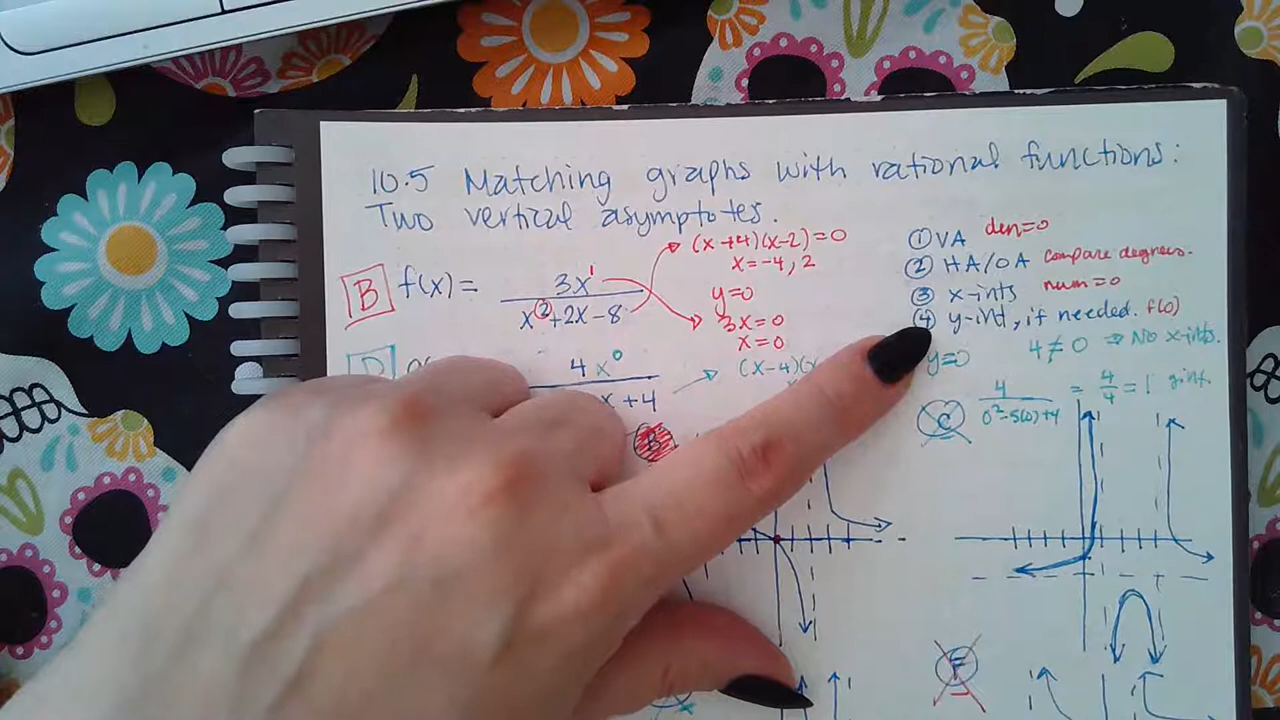 10.5 Matching graphs with rational functions:
Two vertical asymptotes.
① VA den=0
② HA/OA compare degrees.
③ x-ints num=0
④ y-int, if needed. f(0)
B f(x) = 3x¹ / x²+2x-8
(x+4)(x-2)=0
x=-4, 2
y=0
3x=0
x=0
4x⁰
x+4
(x-4)(x
y=0 4≠0 ⇒ No x-ints.
4 / 0²-5(0)+4 = 4/4 = 1 yint.
B
C
F